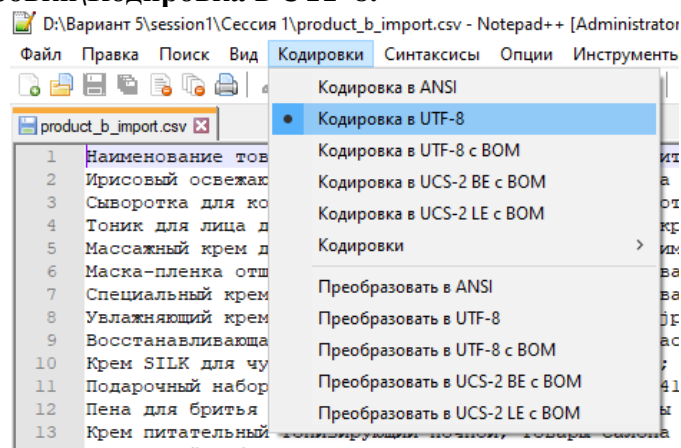 D:\Вариант 5\session1\Сессия 1\product_b_import.csv - Notepad++ [Administrator
Файл Правка Поиск Вид Кодировки Синтаксисы Опции Инструменты
product_b_import.csv
Кодировка в ANSI
Кодировка в UTF-8
Кодировка в UTF-8 с BOM
Кодировка в UCS-2 BE с BOM
Кодировка в UCS-2 LE с BOM
Кодировки
Преобразовать в ANSI
Преобразовать в UTF-8
Преобразовать в UTF-8 с BOM
Преобразовать в UCS-2 BE с BOM
Преобразовать в UCS-2 LE с BOM
1 Наименование тов
2 Ирисовый освежаю
3 Сыворотка для ко
4 Тоник для лица д
5 Массажный крем д
6 Маска-пленка отш
7 Специальный крем
8 Увлажняющий крем
9 Восстанавливающа
10 Крем SILK для чу
11 Подарочный набор
12 Пена для бритья
13 Крем питательный тонизирующий ночной, товары салона